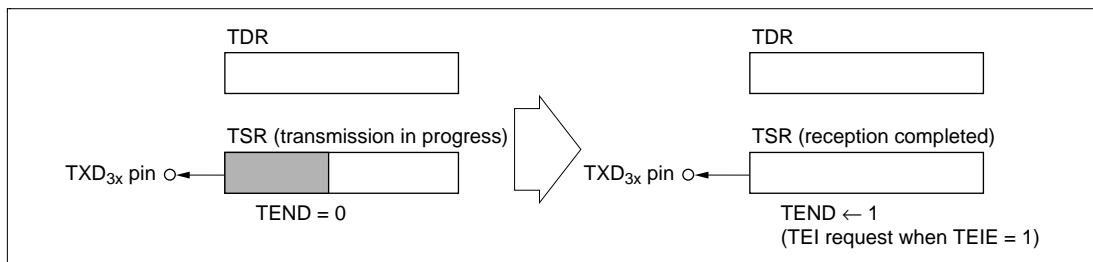 TDR
TSR (transmission in progress)
TXD3x pin
TEND = 0
TDR
TSR (reception completed)
TXD3x pin
TEND ← 1
(TEI request when TEIE = 1)